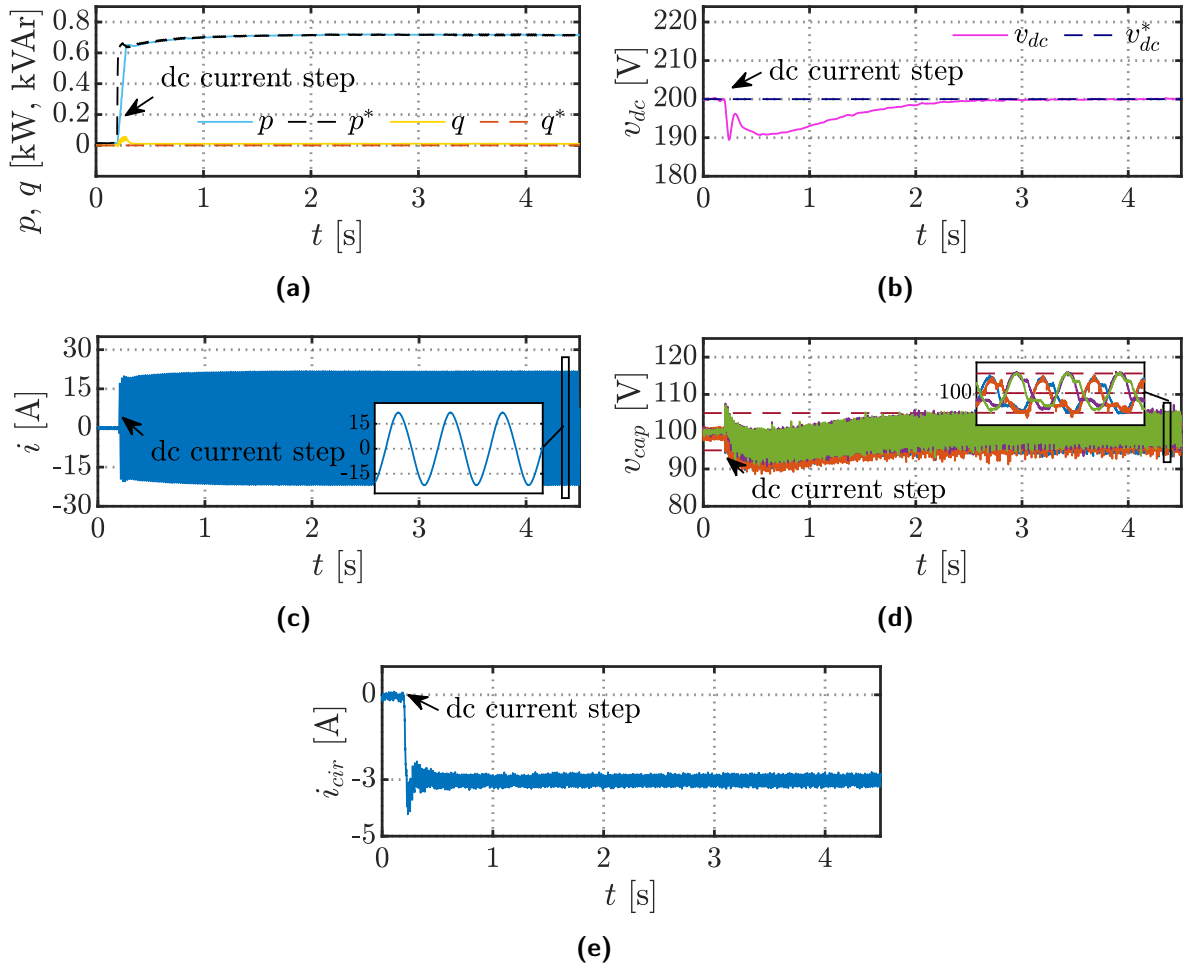 p, q [kW, kVAr]
0.8
0.6
0.4
0.2
0
dc current step
p p* q q*
0 1 2 3 4
t [s]
(a)
v_dc [V]
220
210
200
190
180
v_dc v*_dc
dc current step
0 1 2 3 4
t [s]
(b)
i [A]
30
15
0
-15
-30
dc current step
15
0
-15
0 1 2 3 4
t [s]
(c)
v_cap [V]
120
110
100
90
80
100
dc current step
0 1 2 3 4
t [s]
(d)
i_cir [A]
0
-3
-5
dc current step
0 1 2 3 4
t [s]
(e)